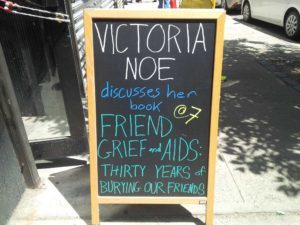 VICTORIA
NOE
discusses her
book @7
FRIEND
GRIEF and AIDS:
THIRTY YEARS of
BURYING OUR FRIENDS